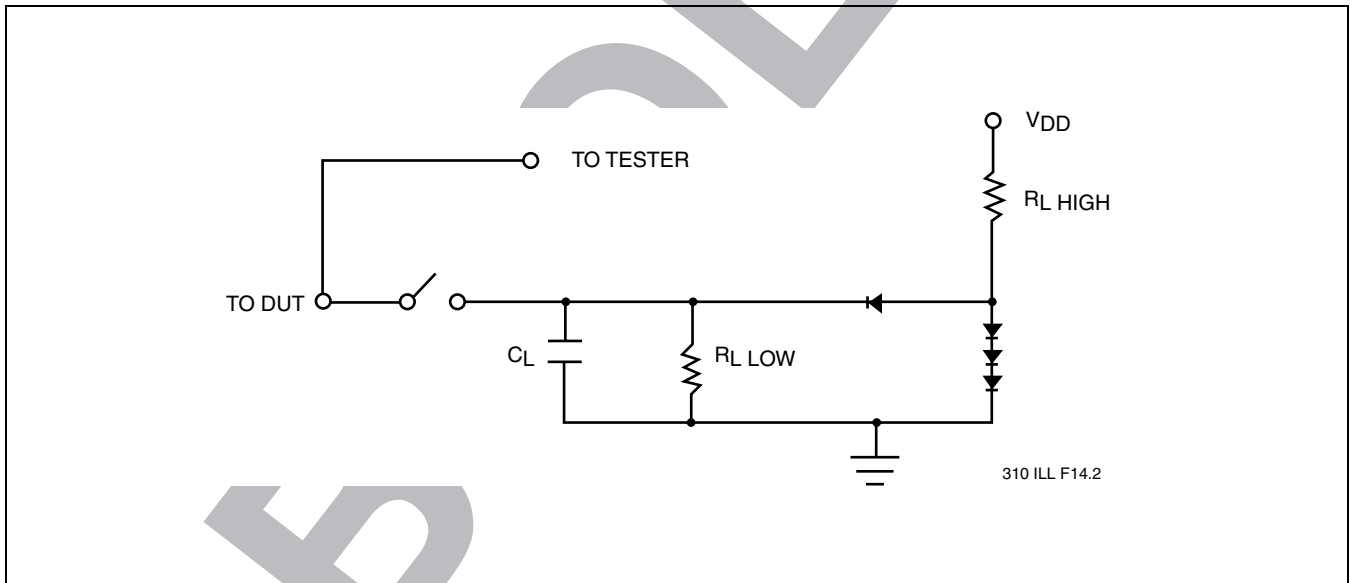 VDD
TO TESTER
RL HIGH
TO DUT
CL
RL LOW
310 ILL F14.2